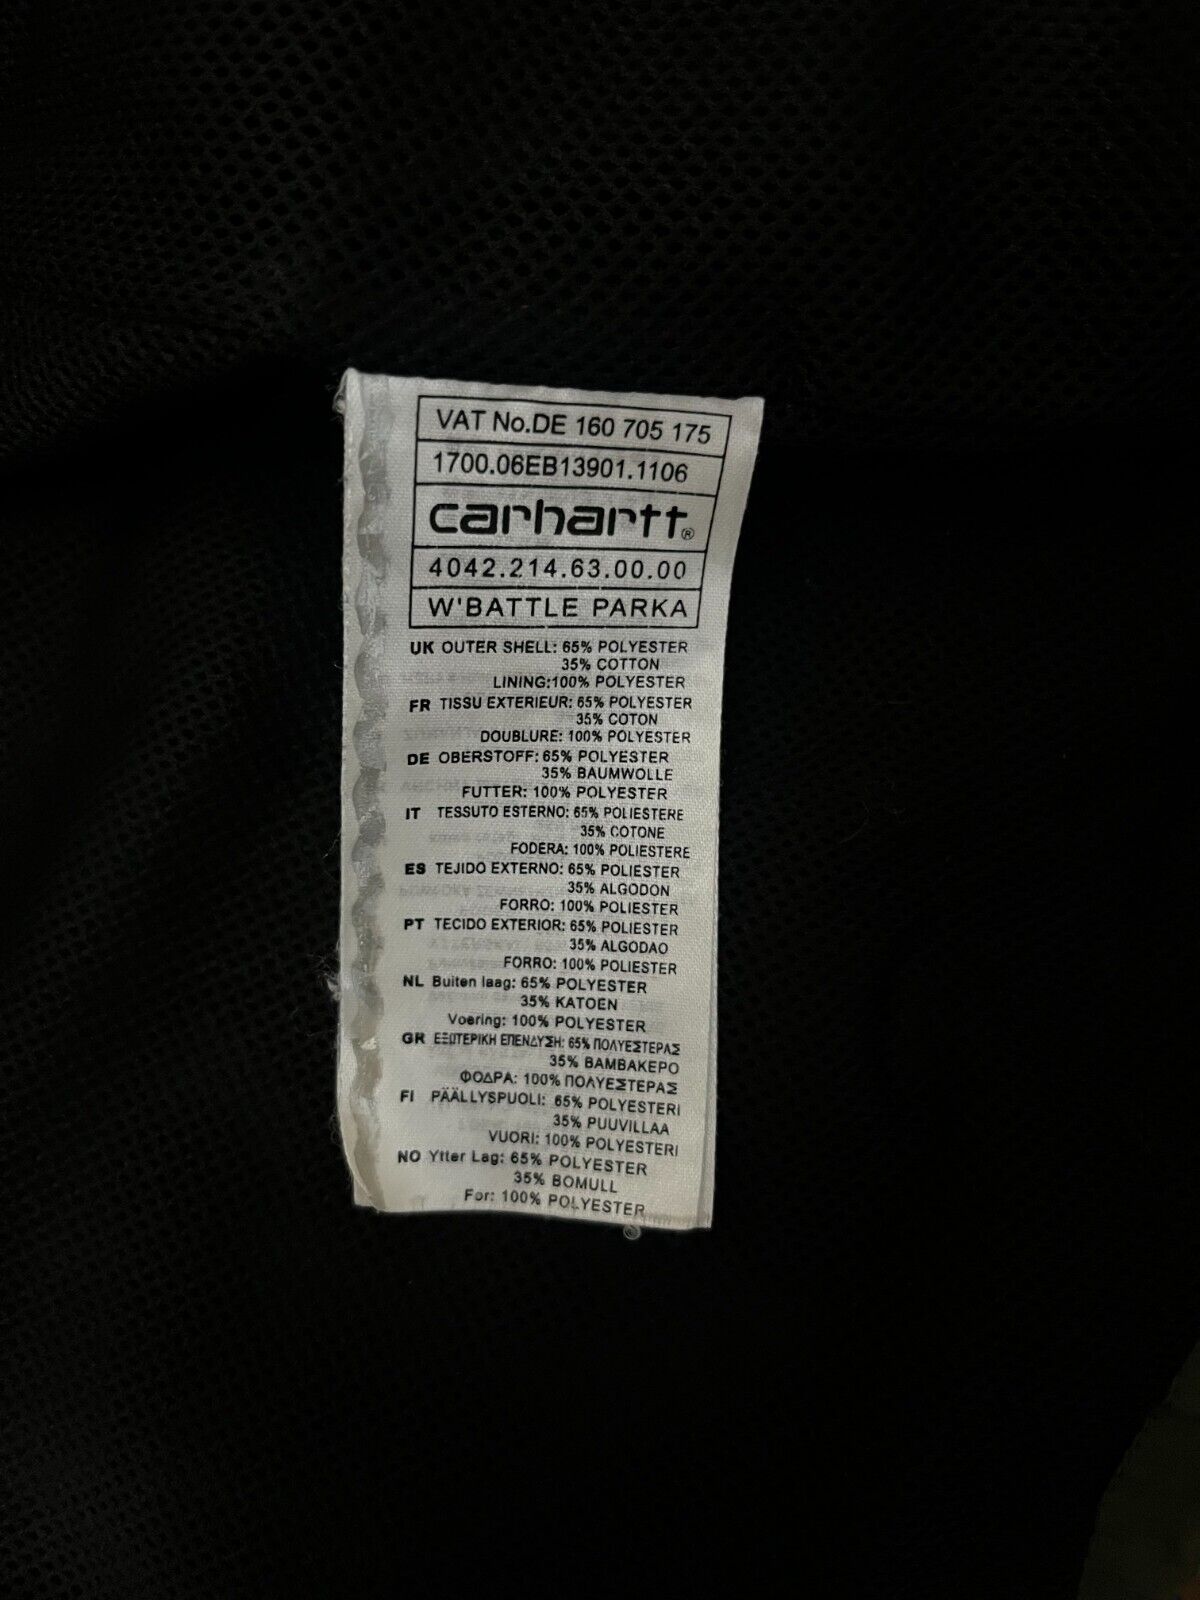 VAT No.DE 160 705 175
1700.06EB13901.1106
carhartt®
4042.214.63.00.00
W'BATTLE PARKA
UK OUTER SHELL: 65% POLYESTER
35% COTTON
LINING:100% POLYESTER
FR TISSU EXTERIEUR: 65% POLYESTER
35% COTON
DOUBLURE: 100% POLYESTER
DE OBERSTOFF: 65% POLYESTER
35% BAUMWOLLE
FUTTER: 100% POLYESTER
IT TESSUTO ESTERNO: 65% POLIESTERE
35% COTONE
FODERA: 100% POLIESTERE
ES TEJIDO EXTERNO: 65% POLIESTER
35% ALGODON
FORRO: 100% POLIESTER
PT TECIDO EXTERIOR: 65% POLIESTER
35% ALGODAO
FORRO: 100% POLIESTER
NL Buiten laag: 65% POLYESTER
35% KATOEN
Voering: 100% POLYESTER
GR ΕΞΩΤΕΡΙΚΗ ΕΠΕΝΔΥΣΗ: 65% ΠΟΛΥΕΣΤΕΡΑΣ
35% ΒΑΜΒΑΚΕΡΟ
ΦΟΔΡΑ: 100% ΠΟΛΥΕΣΤΕΡΑΣ
FI PÄÄLLYSPUOLI: 65% POLYESTERI
35% PUUVILLAA
VUORI: 100% POLYESTERI
NO Ytter Lag: 65% POLYESTER
35% BOMULL
For: 100% POLYESTER